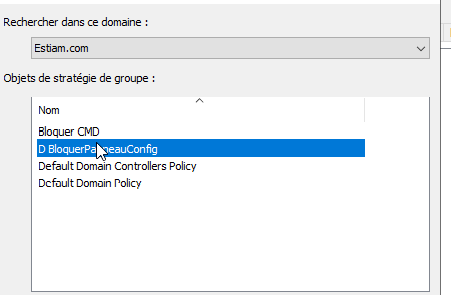 Rechercher dans ce domaine :
Estiam.com
Objets de stratégie de groupe :
Nom
Bloquer CMD
D BloquerPanneauConfig
Default Domain Controllers Policy
Default Domain Policy